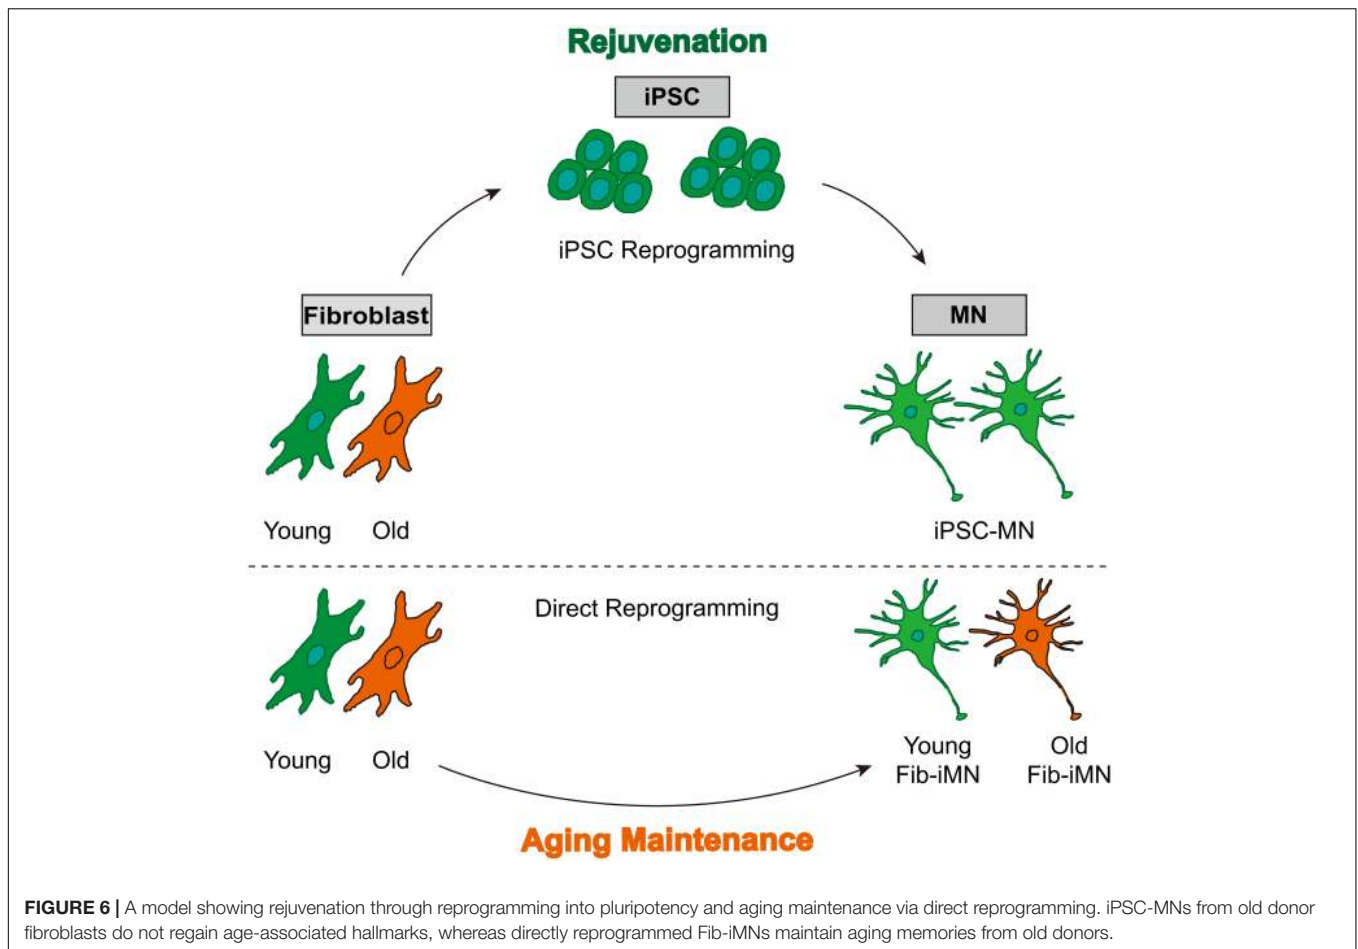 Rejuvenation
iPSC
iPSC Reprogramming
Fibroblast
MN
Young Old
iPSC-MN
Direct Reprogramming
Young Old
Young
Fib-iMN
Old
Fib-iMN
Aging Maintenance
FIGURE 6 | A model showing rejuvenation through reprogramming into pluripotency and aging maintenance via direct reprogramming. iPSC-MNs from old donor
fibroblasts do not regain age-associated hallmarks, whereas directly reprogrammed Fib-iMNs maintain aging memories from old donors.